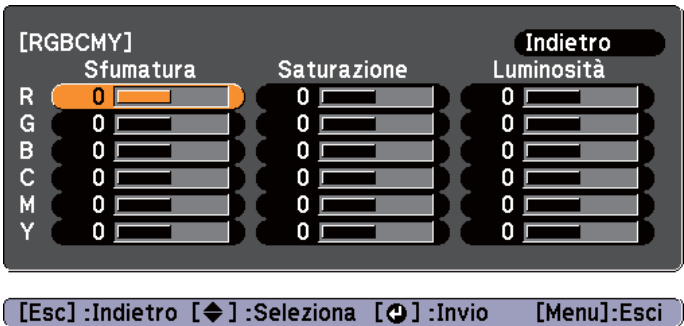 [RGBCMY] Indietro
Sfumatura Saturazione Luminosità
R 0 0 0
G 0 0 0
B 0 0 0
C 0 0 0
M 0 0 0
Y 0 0 0
[Esc] :Indietro [◆] :Seleziona [↵] :Invio [Menu]:Esci